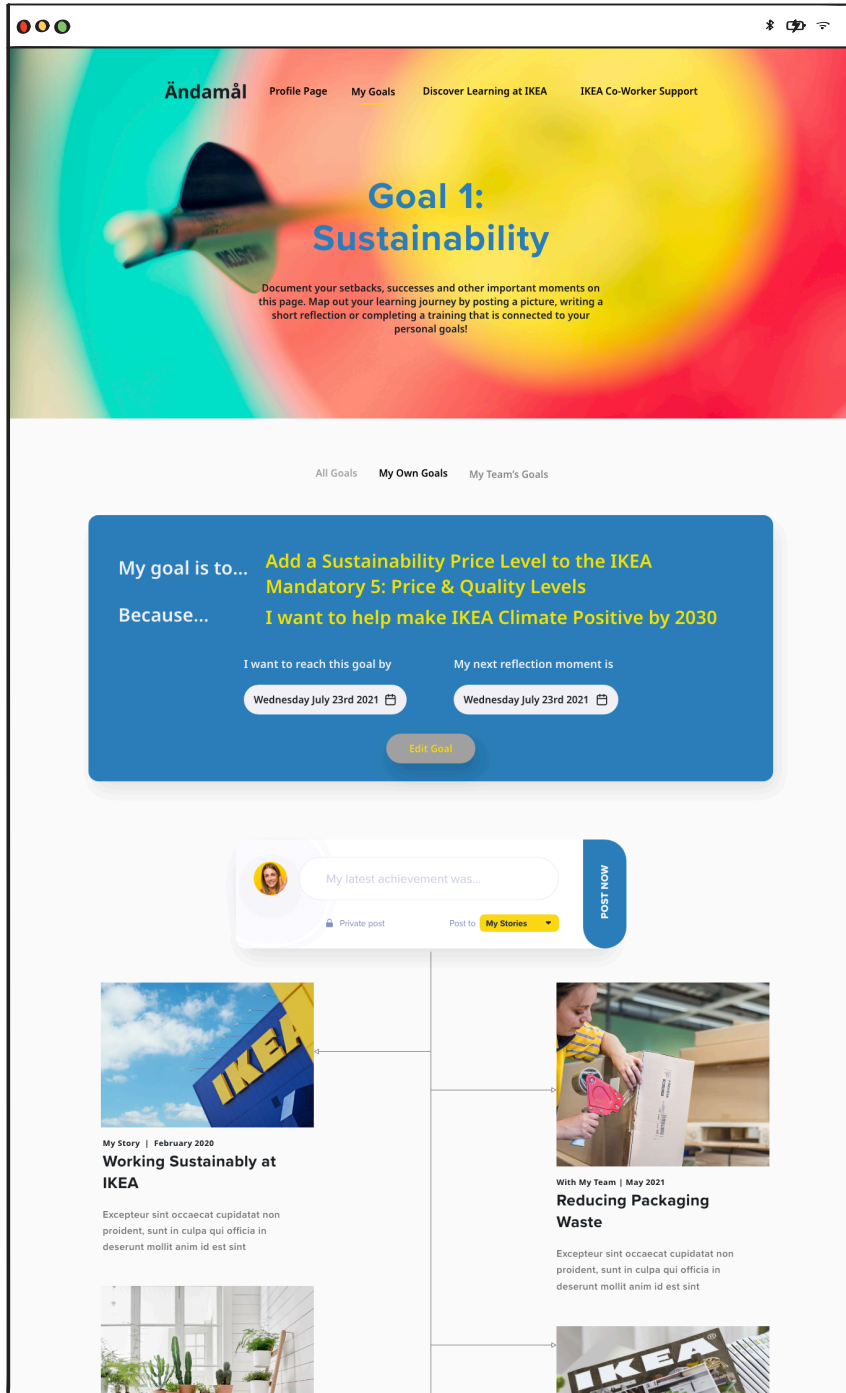 Ändamål
Profile Page
My Goals
Discover Learning at IKEA
IKEA Co-Worker Support
Goal 1:
Sustainability
Document your setbacks, successes and other important moments on
this page. Map out your learning journey by posting a picture, writing a
short reflection or completing a training that is connected to your
personal goals!
All Goals
My Own Goals
My Team's Goals
My goal is to...
Add a Sustainability Price Level to the IKEA
Mandatory 5: Price & Quality Levels
Because...
I want to help make IKEA Climate Positive by 2030
I want to reach this goal by
My next reflection moment is
Wednesday July 23rd 2021
Wednesday July 23rd 2021
Edit Goal
My latest achievement was...
POST NOW
Private post
Post to
My Stories
IKEA
My Story | February 2020
Working Sustainably at
IKEA
Excepteur sint occaecat cupidatat non
proident, sunt in culpa qui officia in
deserunt mollit anim id est sint
With My Team | May 2021
Reducing Packaging
Waste
Excepteur sint occaecat cupidatat non
proident, sunt in culpa qui officia in
deserunt mollit anim id est sint
IKEA®